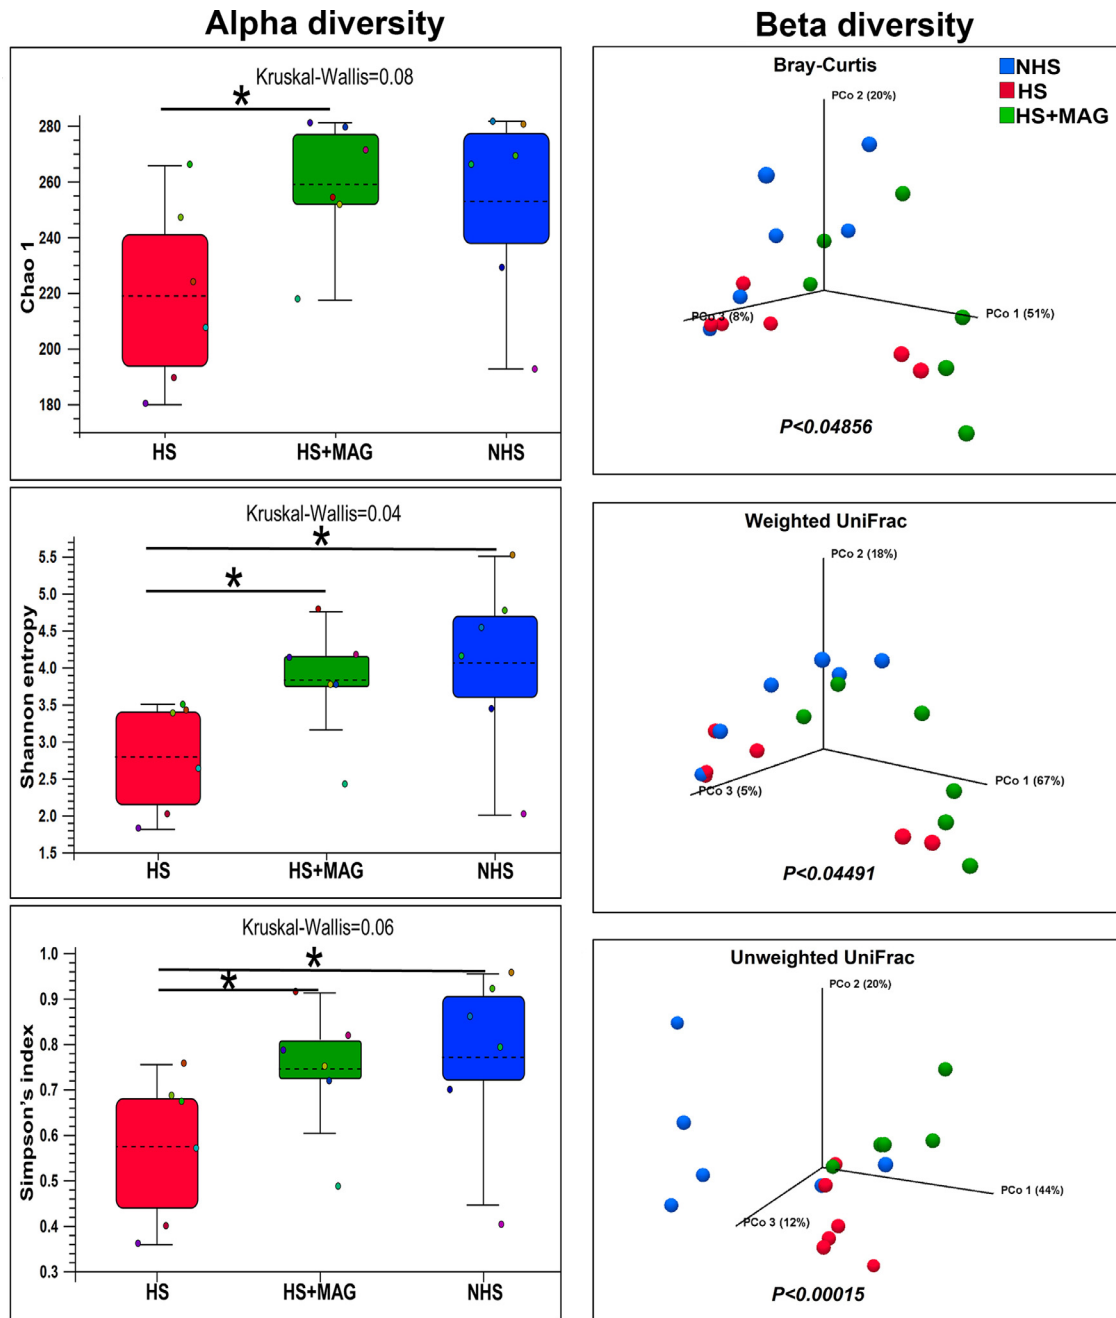 Alpha diversity
Kruskal-Wallis=0.08
*
Chao 1
280
260
240
220
200
180
HS
HS+MAG
NHS
Kruskal-Wallis=0.04
*
*
Shannon entropy
5.5
5.0
4.5
4.0
3.5
3.0
2.5
2.0
1.5
HS
HS+MAG
NHS
Kruskal-Wallis=0.06
*
*
Simpson's index
1.0
0.9
0.8
0.7
0.6
0.5
0.4
0.3
HS
HS+MAG
NHS
Beta diversity
Bray-Curtis
NHS
HS
HS+MAG
PCo 2 (20%)
PCo 3 (8%)
PCo 1 (51%)
P<0.04856
Weighted UniFrac
PCo 2 (18%)
PCo 1 (67%)
PCo 3 (5%)
P<0.04491
Unweighted UniFrac
PCo 2 (20%)
PCo 1 (44%)
PCo 3 (12%)
P<0.00015